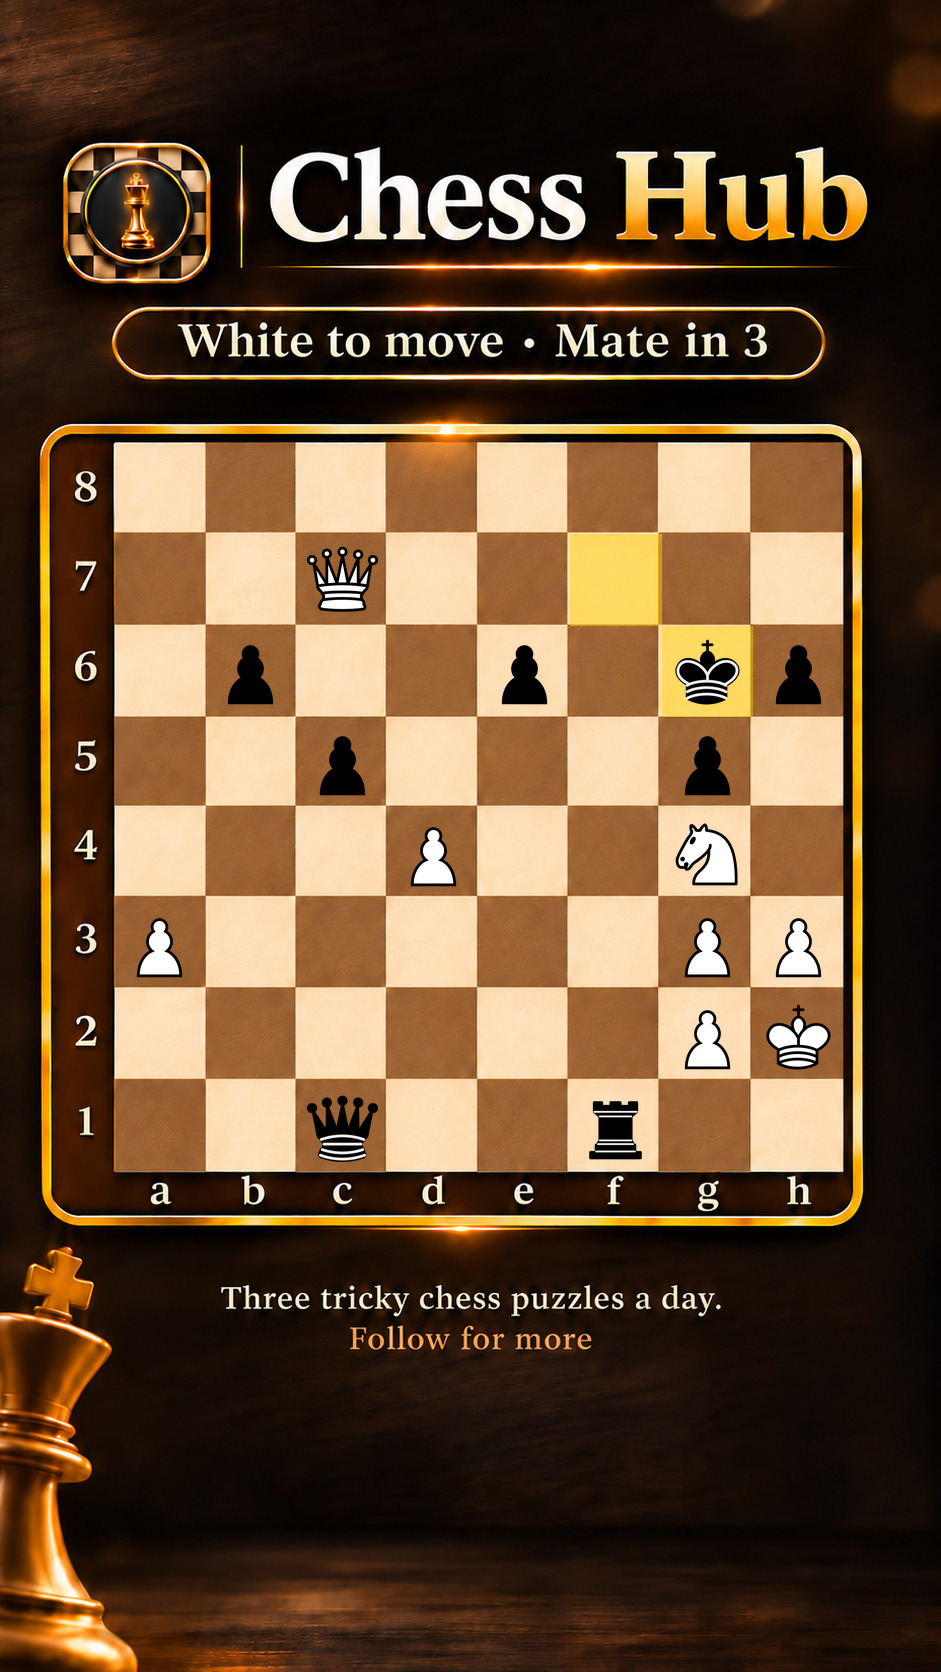 Chess Hub
White to move • Mate in 3
8
7
6
5
4
3
2
1
a b c d e f g h
Three tricky chess puzzles a day.
Follow for more